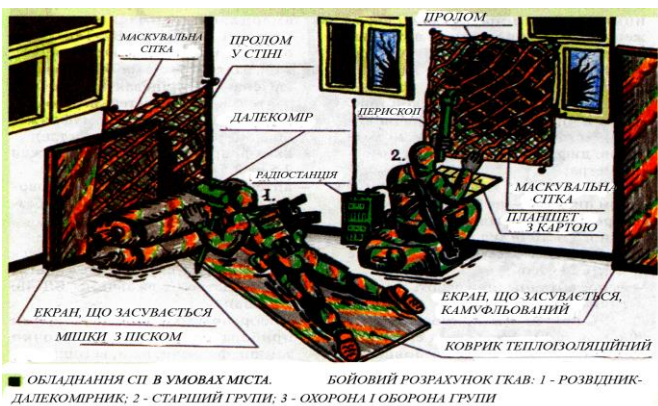 ПРОЛОМ
МАСКУВАЛЬНА
СІТКА
ПРОЛОМ
У СТІНІ
ДАЛЕКОМІР
ПЕРИСКОП
2.
РАДІОСТАНЦІЯ
1.
МАСКУВАЛЬНА
СІТКА
ПЛАНШЕТ
З КАРТОЮ
ЕКРАН, ЩО ЗАСУВАЄТЬСЯ
МІШКИ З ПІСКОМ
ЕКРАН, ЩО ЗАСУВАЄТЬСЯ,
КАМУФЛЬОВАНИЙ
КОВРИК ТЕПЛОІЗОЛЯЦІЙНИЙ
ОБЛАДНАННЯ СП В УМОВАХ МІСТА. БОЙОВИЙ РОЗРАХУНОК ГКАВ: 1 - РОЗВІДНИК-
ДАЛЕКОМІРНИК; 2 - СТАРШИЙ ГРУПИ; 3 - ОХОРОНА І ОБОРОНА ГРУПИ